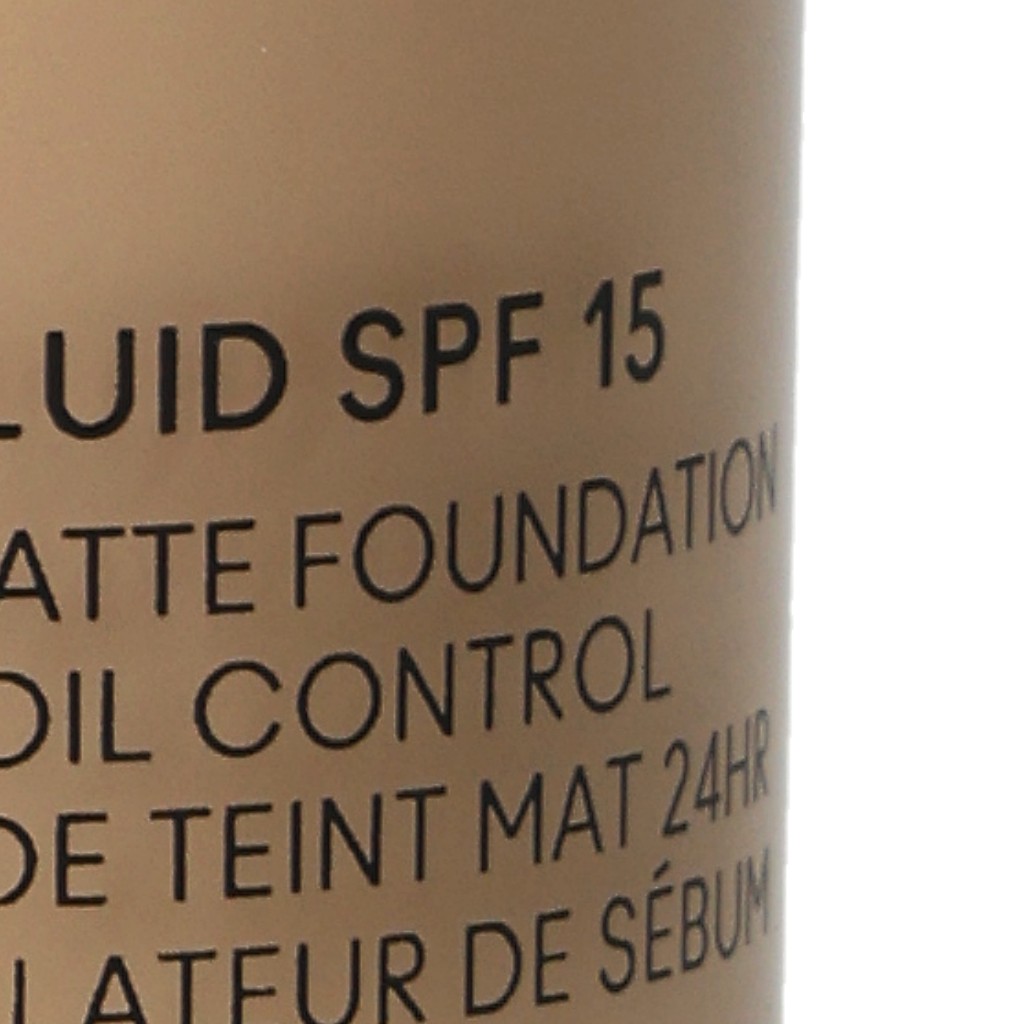 LUID SPF 15
ATTE FOUNDATION
OIL CONTROL
DE TEINT MAT 24HR
LATEUR DE SÉBUM